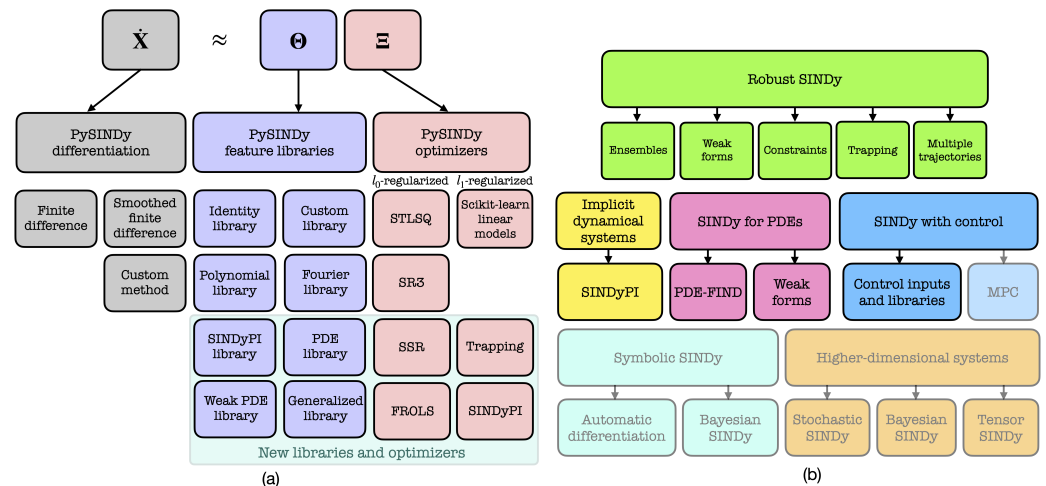 Ẋ ≈ Θ Ξ
PySINDy
differentiation
PySINDy
feature libraries
PySINDy
optimizers
l₀-regularized
l₁-regularized
Finite
difference
Smoothed
finite
difference
Identity
library
Custom
library
STLSQ
Scikit-learn
linear
models
Custom
method
Polynomial
library
Fourier
library
SR3
SINDyPI
library
PDE
library
SSR
Trapping
Weak PDE
library
Generalized
library
FROLS
SINDyPI
New libraries and optimizers
(a)
Robust SINDy
Ensembles
Weak
forms
Constraints
Trapping
Multiple
trajectories
Implicit
dynamical
systems
SINDy for PDEs
SINDy with control
SINDyPI
PDE-FIND
Weak
forms
Control inputs
and libraries
MPC
Symbolic SINDy
Higher-dimensional systems
Automatic
differentiation
Bayesian
SINDy
Stochastic
SINDy
Bayesian
SINDy
Tensor
SINDy
(b)